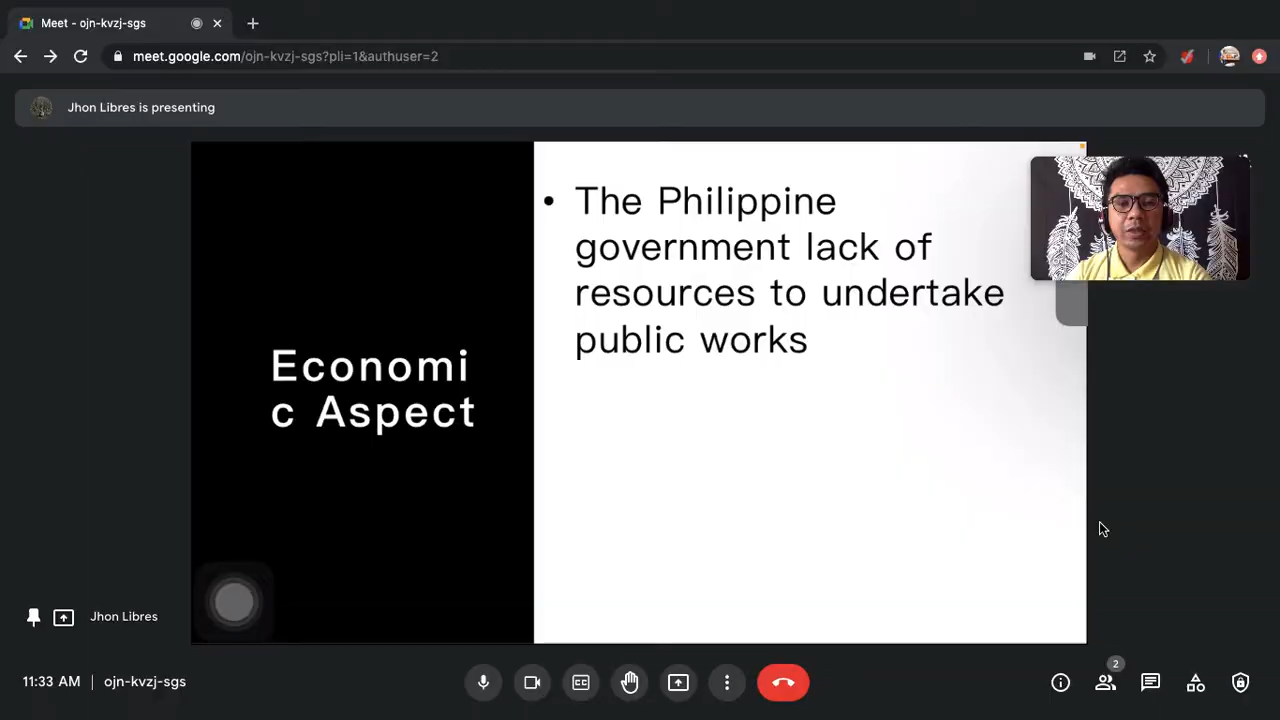 Meet - ojn-kvzj-sgs
meet.google.com/ojn-kvzj-sgs?pli=1&authuser=2
Jhon Libres is presenting
Economi
c Aspect
• The Philippine
government lack of
resources to undertake
public works
Jhon Libres
11:33 AM | ojn-kvzj-sgs
CC
2